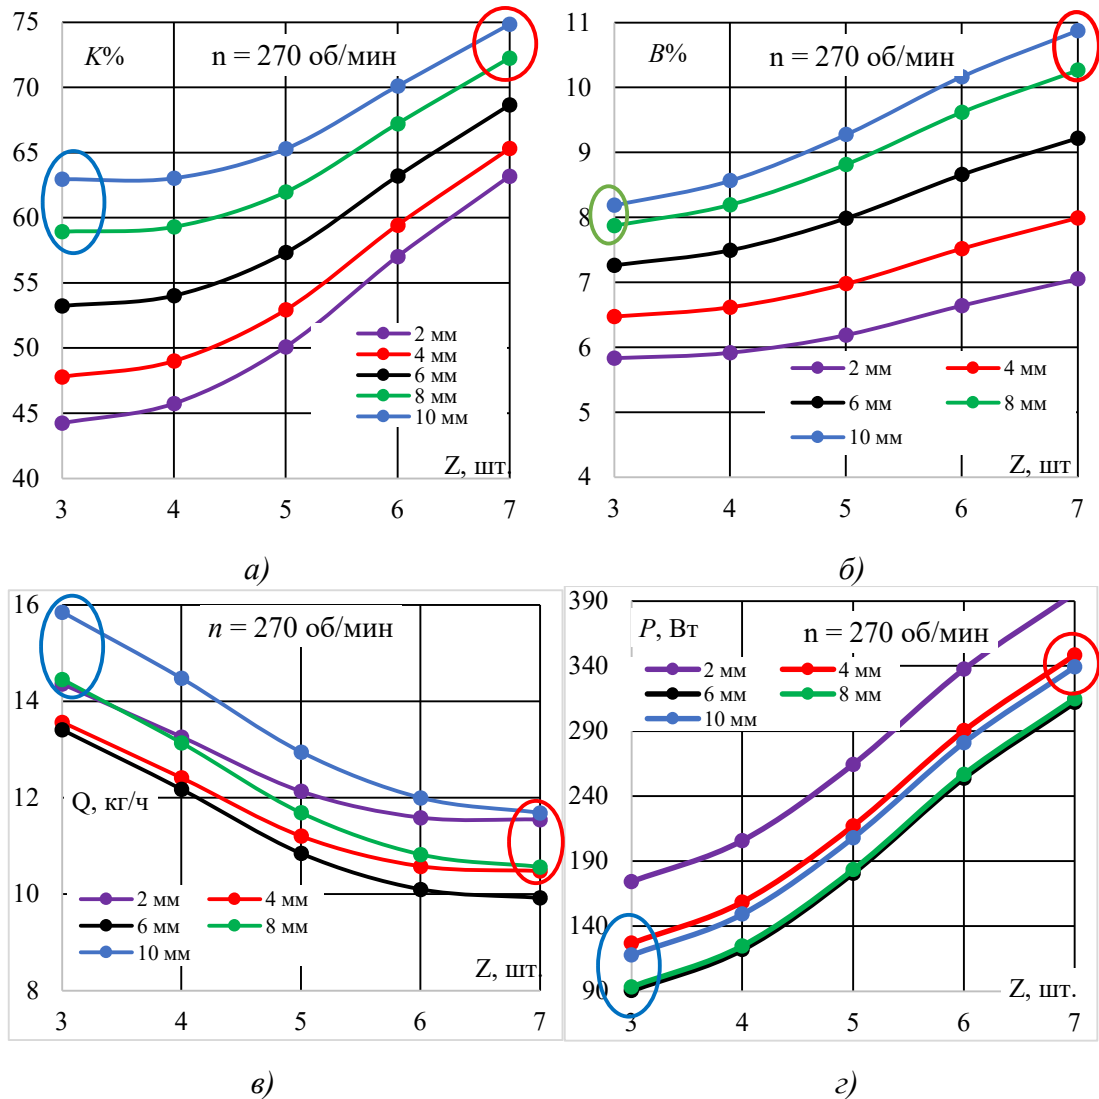 75
70
65
60
55
50
45
40
K%
n = 270 об/мин
2 мм
4 мм
6 мм
8 мм
10 мм
Z, шт.
3 4 5 6 7
а)
11
10
9
8
7
6
5
4
B%
n = 270 об/мин
2 мм 4 мм
6 мм 8 мм
10 мм
Z, шт
3 4 5 6 7
б)
16
14
12
10
8
n = 270 об/мин
Q, кг/ч
2 мм 4 мм
6 мм 8 мм
10 мм
Z, шт.
3 4 5 6 7
в)
390
340
290
240
190
140
90
P, Вт
n = 270 об/мин
2 мм 4 мм
6 мм 8 мм
10 мм
Z, шт.
3 4 5 6 7
г)